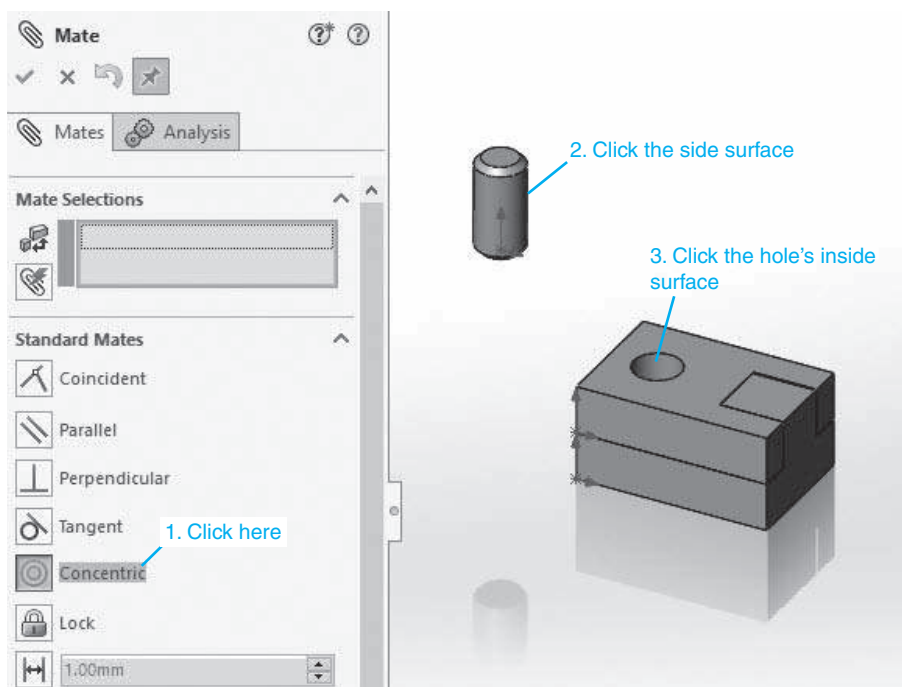 Mate
Mates Analysis
Mate Selections
Standard Mates
Coincident
Parallel
Perpendicular
Tangent
1. Click here
Concentric
Lock
1.00mm
2. Click the side surface
3. Click the hole's inside
surface